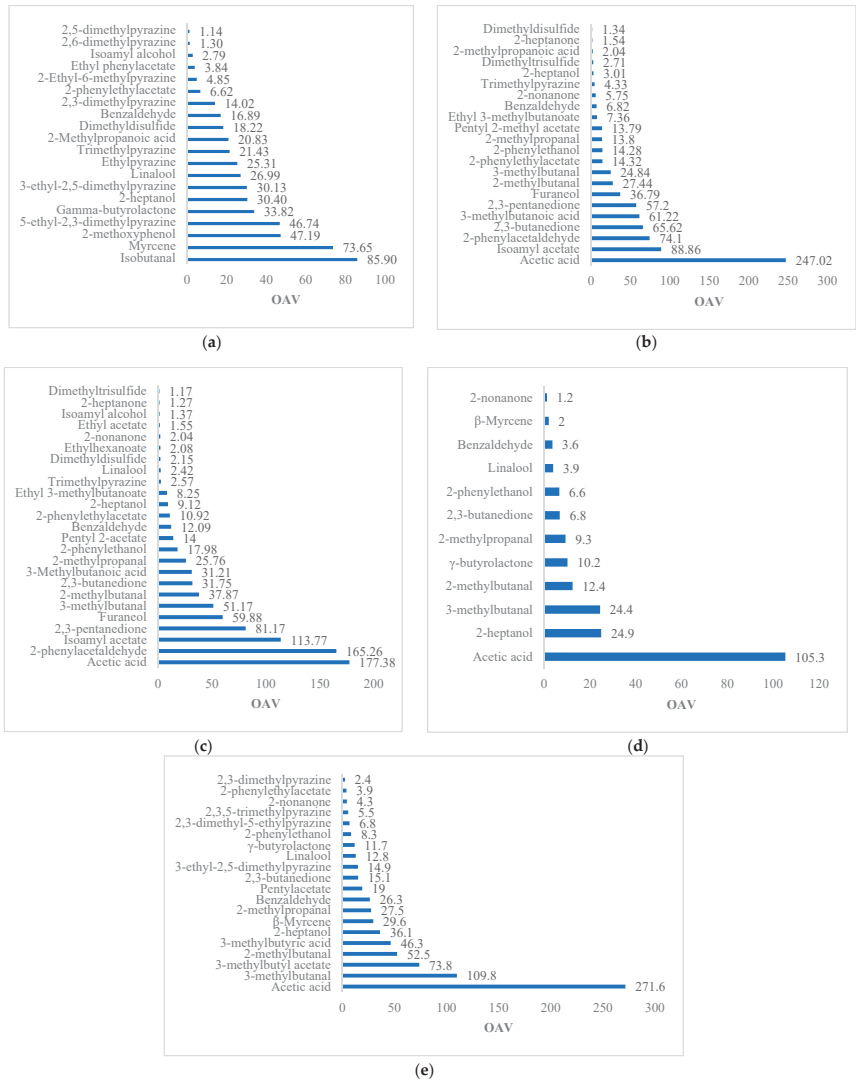 2,5-dimethylpyrazine 1.14
2,6-dimethylpyrazine 1.30
Isoamyl alcohol 2.79
Ethyl phenylacetate 3.84
2-Ethyl-6-methylpyrazine 4.85
2-phenylethylacetate 6.62
2,3-dimethylpyrazine 14.02
Benzaldehyde 16.89
Dimethyldisulfide 18.22
2-Methylpropanoic acid 20.83
Trimethylpyrazine 21.43
Ethylpyrazine 25.31
Linalool 26.99
3-ethyl-2,5-dimethylpyrazine 30.13
2-heptanol 30.40
Gamma-butyrolactone 33.82
5-ethyl-2,3-dimethylpyrazine 46.74
2-methoxyphenol 47.19
Myrcene 73.65
Isobutanal 85.90
0 20 40 60 80 100
OAV
(a)
Dimethyldisulfide 1.34
2-heptanone 1.54
2-methylpropanoic acid 2.04
Dimethyltrisulfide 2.71
2-heptanol 3.01
Trimethylpyrazine 4.33
2-nonanone 5.75
Benzaldehyde 6.82
Ethyl 3-methylbutanoate 7.36
Pentyl 2-methyl acetate 13.79
2-methylpropanal 13.8
2-phenylethanol 14.28
2-phenylethylacetate 14.32
3-methylbutanal 24.84
2-methylbutanal 27.44
Furaneol 36.79
2,3-pentanedione 57.2
3-methylbutanoic acid 61.22
2,3-butanedione 65.62
2-phenylacetaldehyde 74.1
Isoamyl acetate 88.86
Acetic acid 247.02
0 50 100 150 200 250 300
OAV
(b)
Dimethyltrisulfide 1.17
2-heptanone 1.27
Isoamyl alcohol 1.37
Ethyl acetate 1.55
2-nonanone 2.04
Ethylhexanoate 2.08
Dimethyldisulfide 2.15
Linalool 2.42
Trimethylpyrazine 2.57
Ethyl 3-methylbutanoate 8.25
2-heptanol 9.12
2-phenylethylacetate 10.92
Benzaldehyde 12.09
Pentyl 2-acetate 14
2-phenylethanol 17.98
2-methylpropanal 25.76
3-Methylbutanoic acid 31.21
2,3-butanedione 31.75
2-methylbutanal 37.87
3-methylbutanal 51.17
Furaneol 59.88
2,3-pentanedione 81.17
Isoamyl acetate 113.77
2-phenylacefaldehyde 165.26
Acetic acid 177.38
0 50 100 150 200
OAV
(c)
2-nonanone 1.2
β-Myrcene 2
Benzaldehyde 3.6
Linalool 3.9
2-phenylethanol 6.6
2,3-butanedione 6.8
2-methylpropanal 9.3
γ-butyrolactone 10.2
2-methylbutanal 12.4
3-methylbutanal 24.4
2-heptanol 24.9
Acetic acid 105.3
0 20 40 60 80 100 120
OAV
(d)
2,3-dimethylpyrazine 2.4
2-phenylethylacetate 3.9
2-nonanone 4.3
2,3,5-trimethylpyrazine 5.5
2,3-dimethyl-5-ethylpyrazine 6.8
2-phenylethanol 8.3
γ-butyrolactone 11.7
Linalool 12.8
3-ethyl-2,5-dimethylpyrazine 14.9
2,3-butanedione 15.1
Pentylacetate 19
Benzaldehyde 26.3
2-methylpropanal 27.5
β-Myrcene 29.6
2-heptanol 36.1
3-methylbutyric acid 46.3
2-methylbutanal 52.5
3-methylbutyl acetate 73.8
3-methylbutanal 109.8
Acetic acid 271.6
0 50 100 150 200 250 300
OAV
(e)